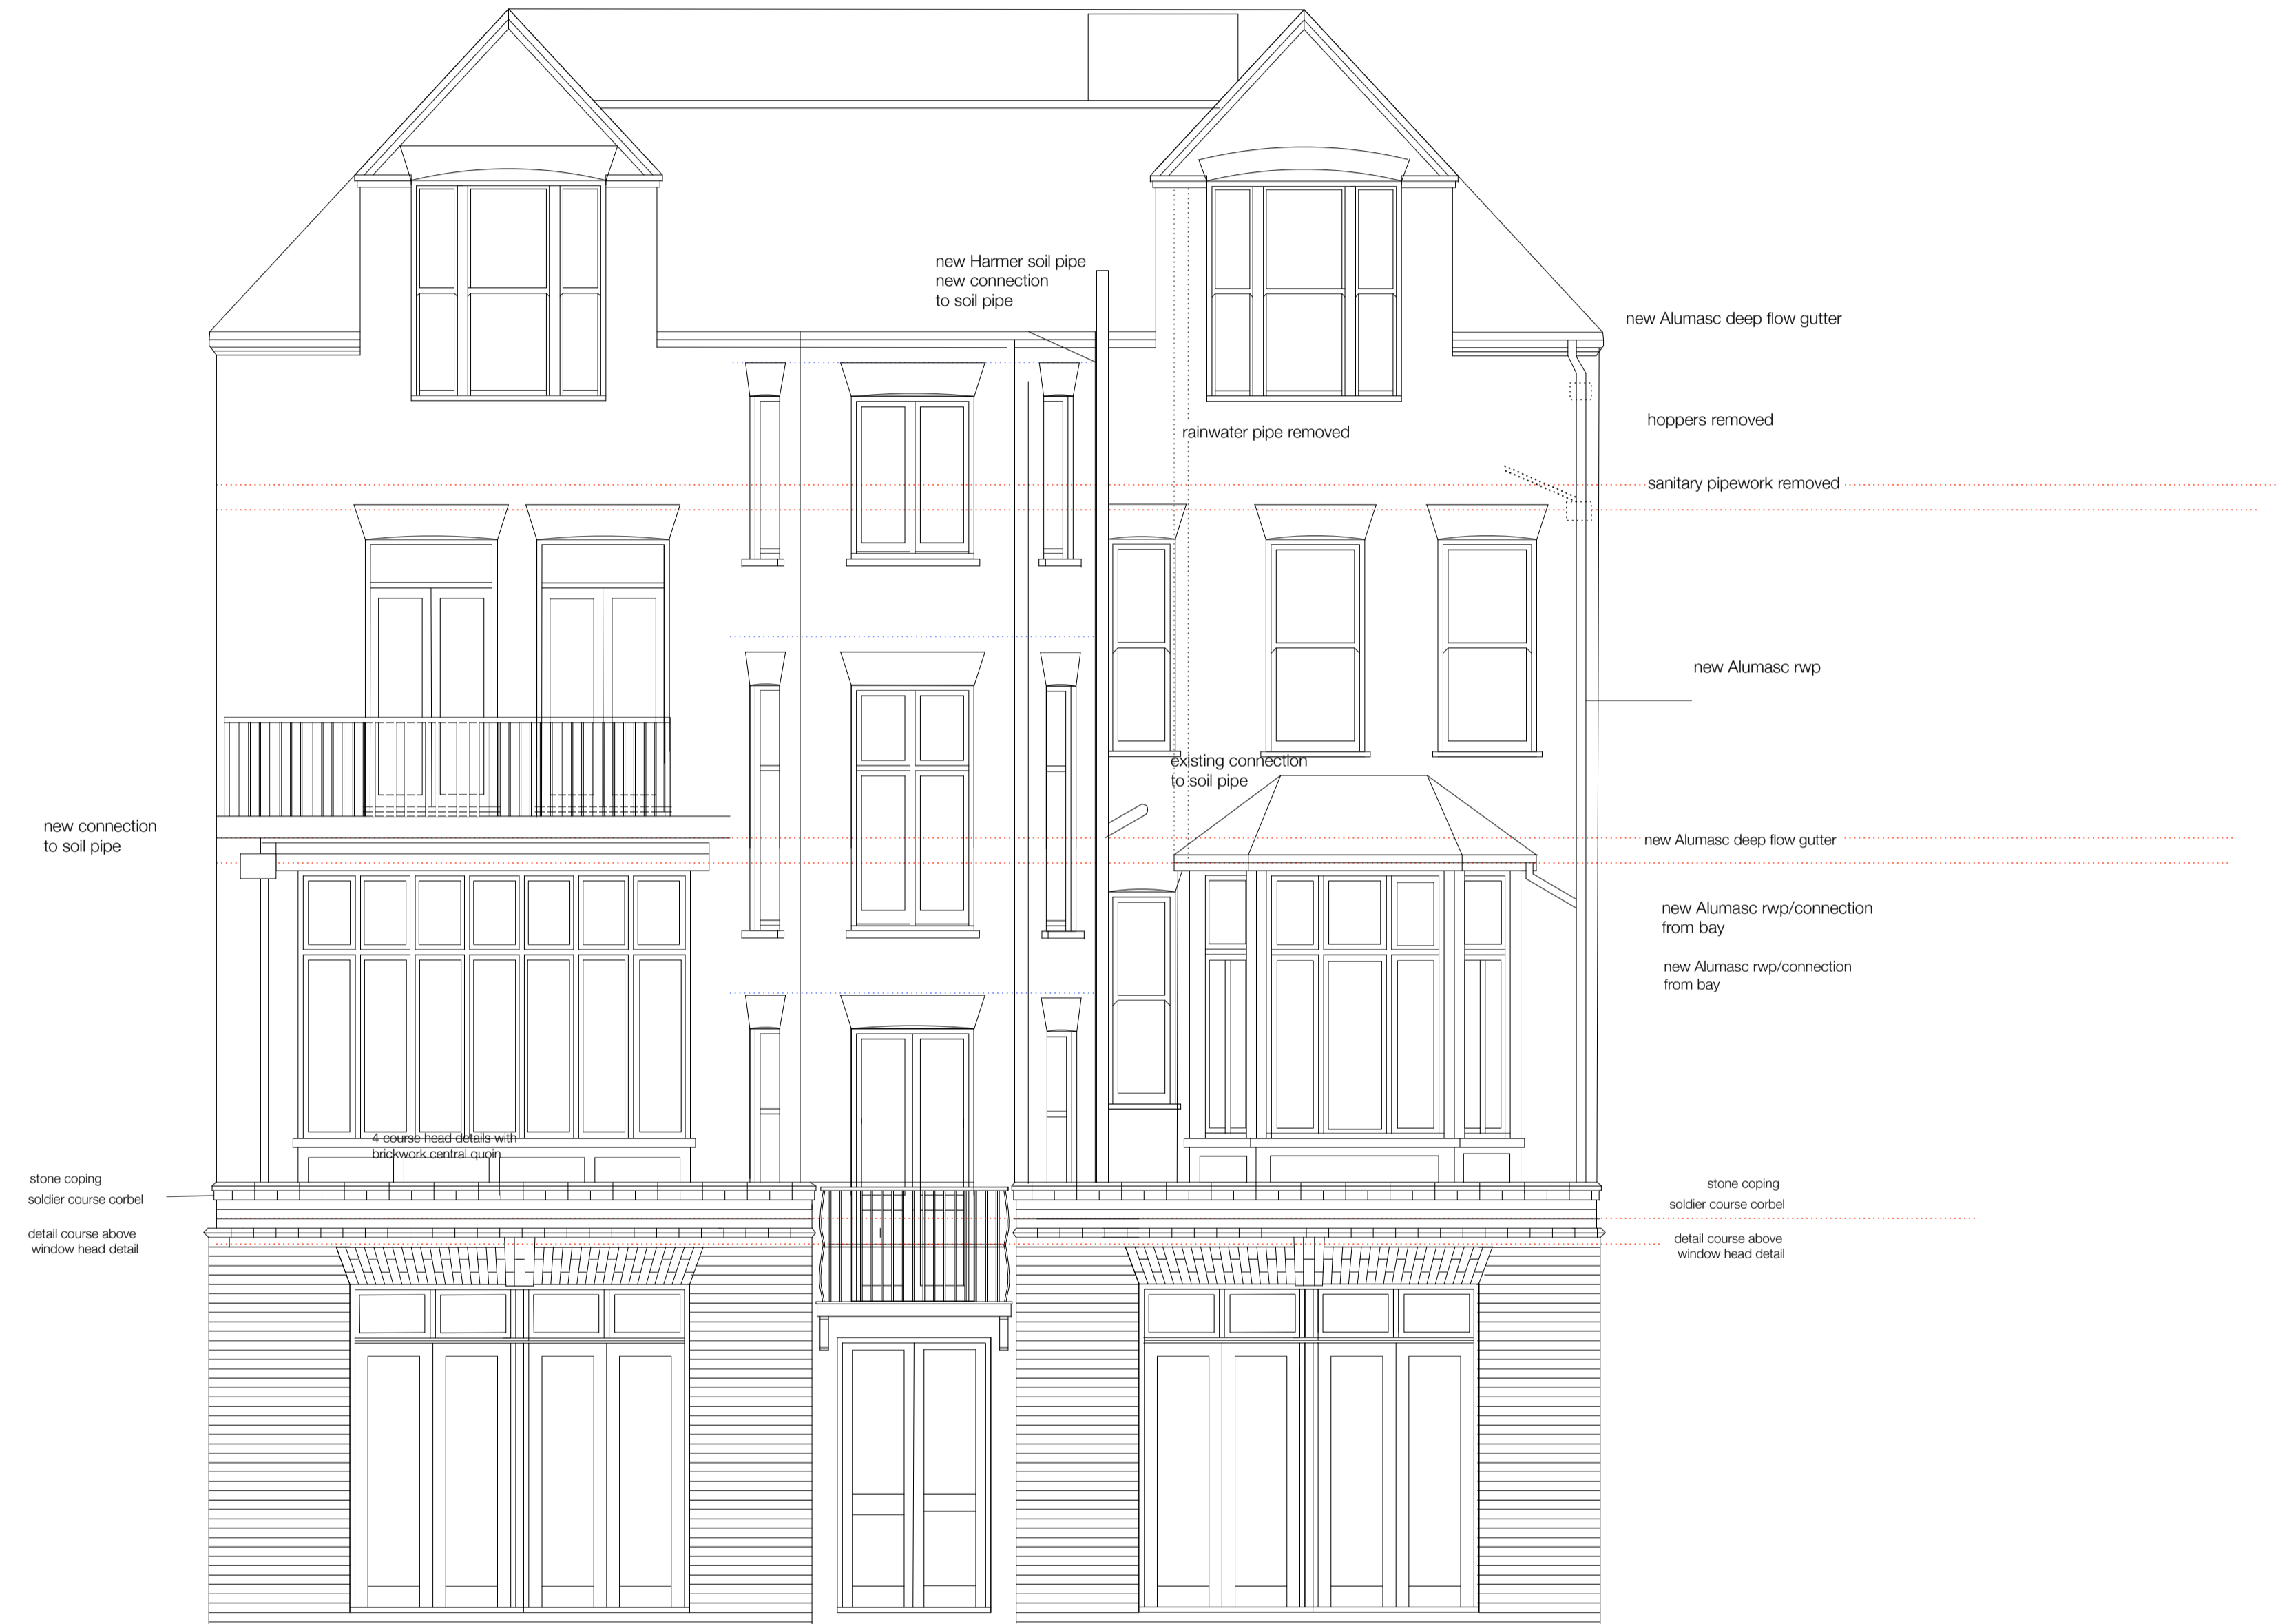 new Harmer soil pipe
new connection
to soil pipe
new Alumasc deep flow gutter
hoppers removed
rainwater pipe removed
sanitary pipework removed
new Alumasc rwp
existing connection
to soil pipe
new connection
to soil pipe
new Alumasc deep flow gutter
new Alumasc rwp/connection
from bay
new Alumasc rwp/connection
from bay
4 course head details with
brickwork central quoin
stone coping
soldier course corbel
detail course above
window head detail
stone coping
soldier course corbel
detail course above
window head detail